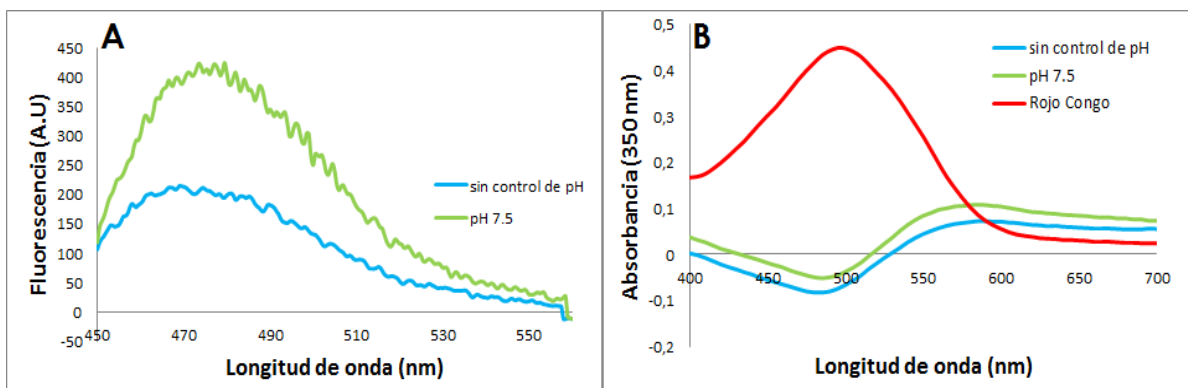 A
Fluorescencia (A.U)
450
400
350
300
250
200
150
100
50
0
-50
450
470
490
510
530
550
Longitud de onda (nm)
sin control de pH
pH 7.5
B
Absorbancia (350 nm)
0,5
0,4
0,3
0,2
0,1
0
-0,1
-0,2
400
450
500
550
600
650
700
Longitud de onda (nm)
sin control de pH
pH 7.5
Rojo Congo